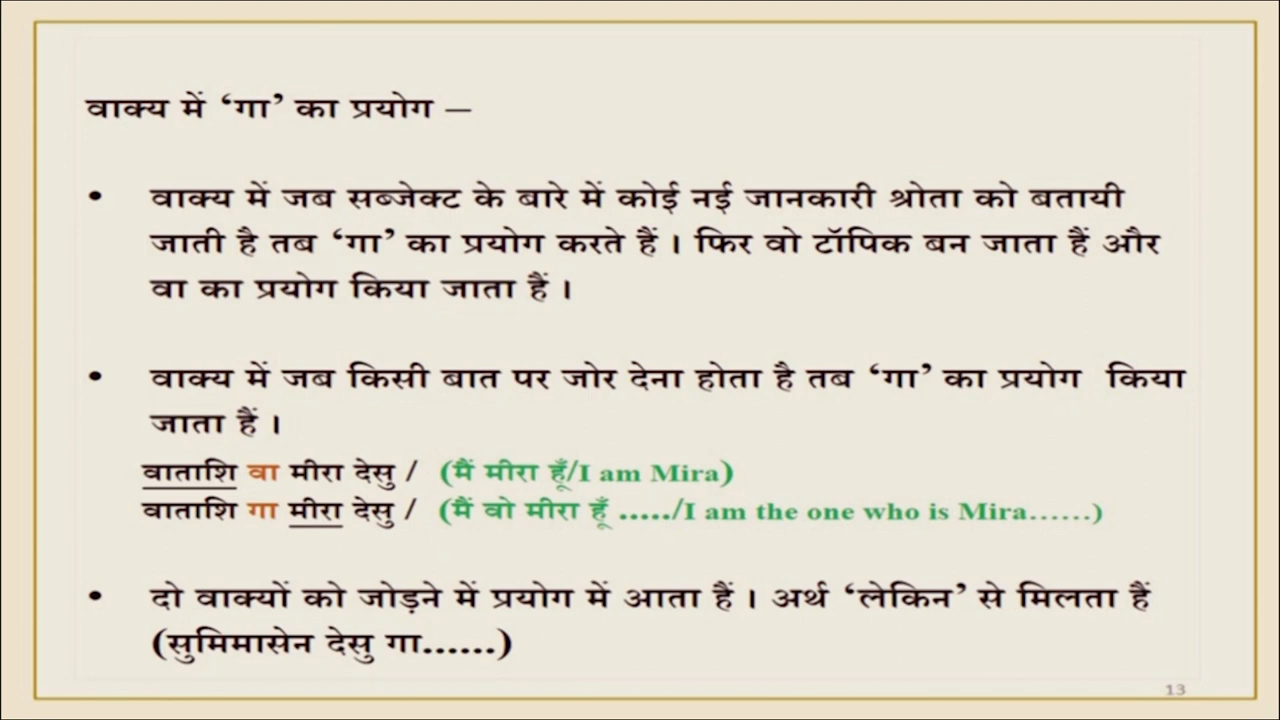 वाक्य में ‘गा’ का प्रयोग –
• वाक्य में जब सब्जेक्ट के बारे में कोई नई जानकारी श्रोता को बतायी
जाती है तब ‘गा’ का प्रयोग करते हैं । फिर वो टॉपिक बन जाता हैं और
वा का प्रयोग किया जाता हैं ।
• वाक्य में जब किसी बात पर जोर देना होता है तब ‘गा’ का प्रयोग किया
जाता हैं ।
वाताशि वा मीरा देसु / (मैं मीरा हूँ/I am Mira)
वाताशि गा मीरा देसु / (मैं वो मीरा हूँ ...../I am the one who is Mira......)
• दो वाक्यों को जोड़ने में प्रयोग में आता हैं । अर्थ ‘लेकिन’ से मिलता हैं
(सुमिमासेन देसु गा......)
13